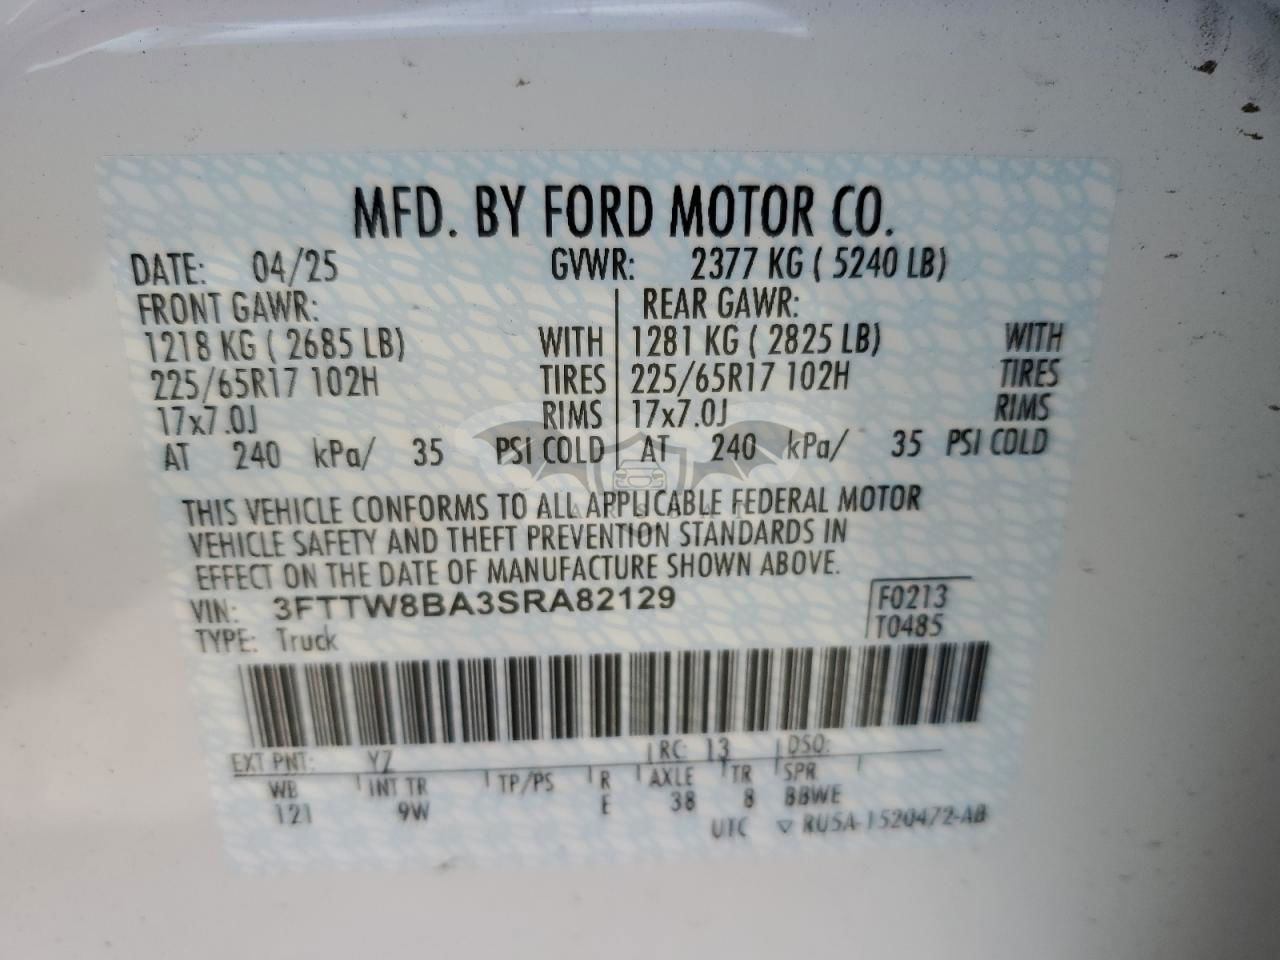 MFD. BY FORD MOTOR CO.
DATE: 04/25 GVWR: 2377 KG ( 5240 LB)
FRONT GAWR: REAR GAWR:
1218 KG ( 2685 LB) WITH 1281 KG ( 2825 LB) WITH
225/65R17 102H TIRES 225/65R17 102H TIRES
17x7.0J RIMS 17x7.0J RIMS
AT 240 kPa/ 35 PSI COLD AT 240 kPa/ 35 PSI COLD
THIS VEHICLE CONFORMS TO ALL APPLICABLE FEDERAL MOTOR
VEHICLE SAFETY AND THEFT PREVENTION STANDARDS IN
EFFECT ON THE DATE OF MANUFACTURE SHOWN ABOVE.
VIN: 3FTTW8BA3SRA82129 F0213
TYPE: Truck T0485
EXT PNT: YZ RC: 13 DSO:
WB INT TR TP/PS R AXLE TR SPR
121 9W E 38 8 BBWE
UTC ▽ RU5A-1520472-AB